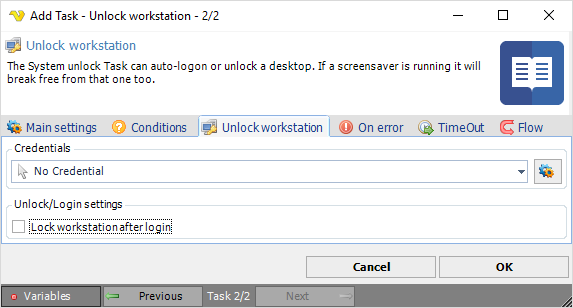 Add Task - Unlock workstation - 2/2
Unlock workstation
The System unlock Task can auto-logon or unlock a desktop. If a screensaver is running it will
break free from that one too.
Main settings Conditions Unlock workstation On error TimeOut Flow
Credentials
No Credential
Unlock/Login settings
Lock workstation after login
Cancel OK
Variables Previous Task 2/2 Next